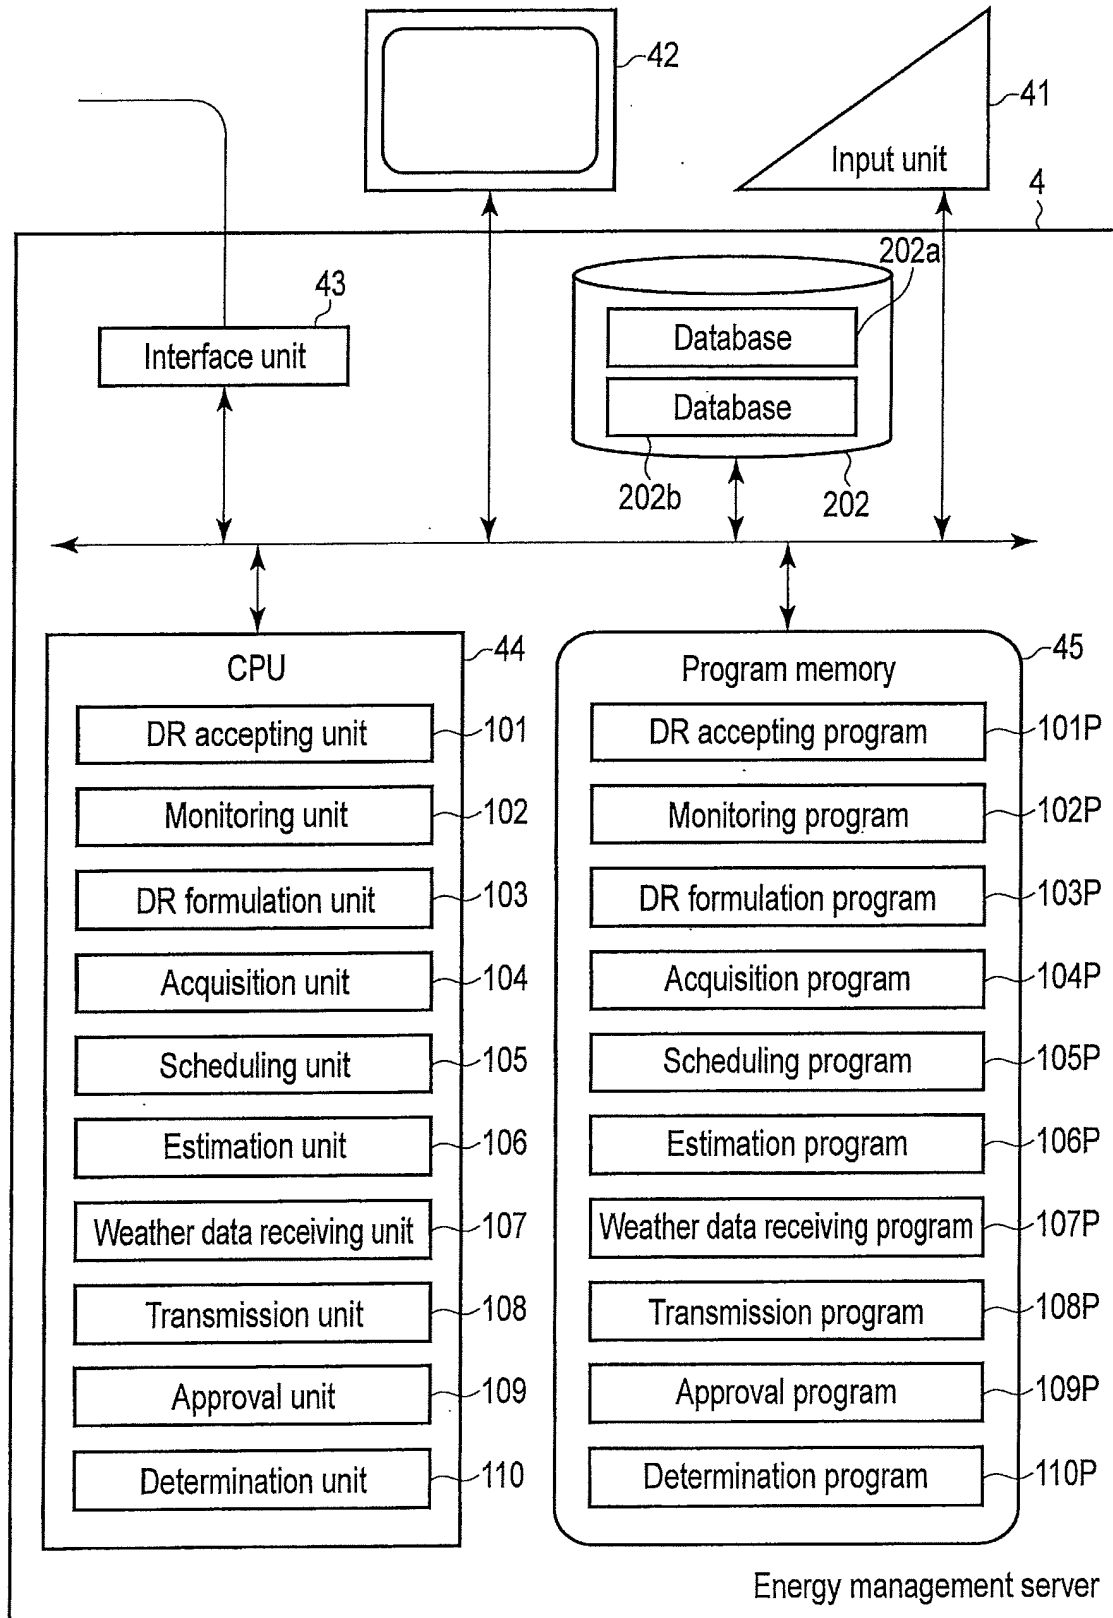 42
41
Input unit
4
202a
43
Interface unit
Database
Database
202b
202
44
CPU
DR accepting unit
101
Monitoring unit
102
DR formulation unit
103
Acquisition unit
104
Scheduling unit
105
Estimation unit
106
Weather data receiving unit
107
Transmission unit
108
Approval unit
109
Determination unit
110
45
Program memory
DR accepting program
101P
Monitoring program
102P
DR formulation program
103P
Acquisition program
104P
Scheduling program
105P
Estimation program
106P
Weather data receiving program
107P
Transmission program
108P
Approval program
109P
Determination program
110P
Energy management server